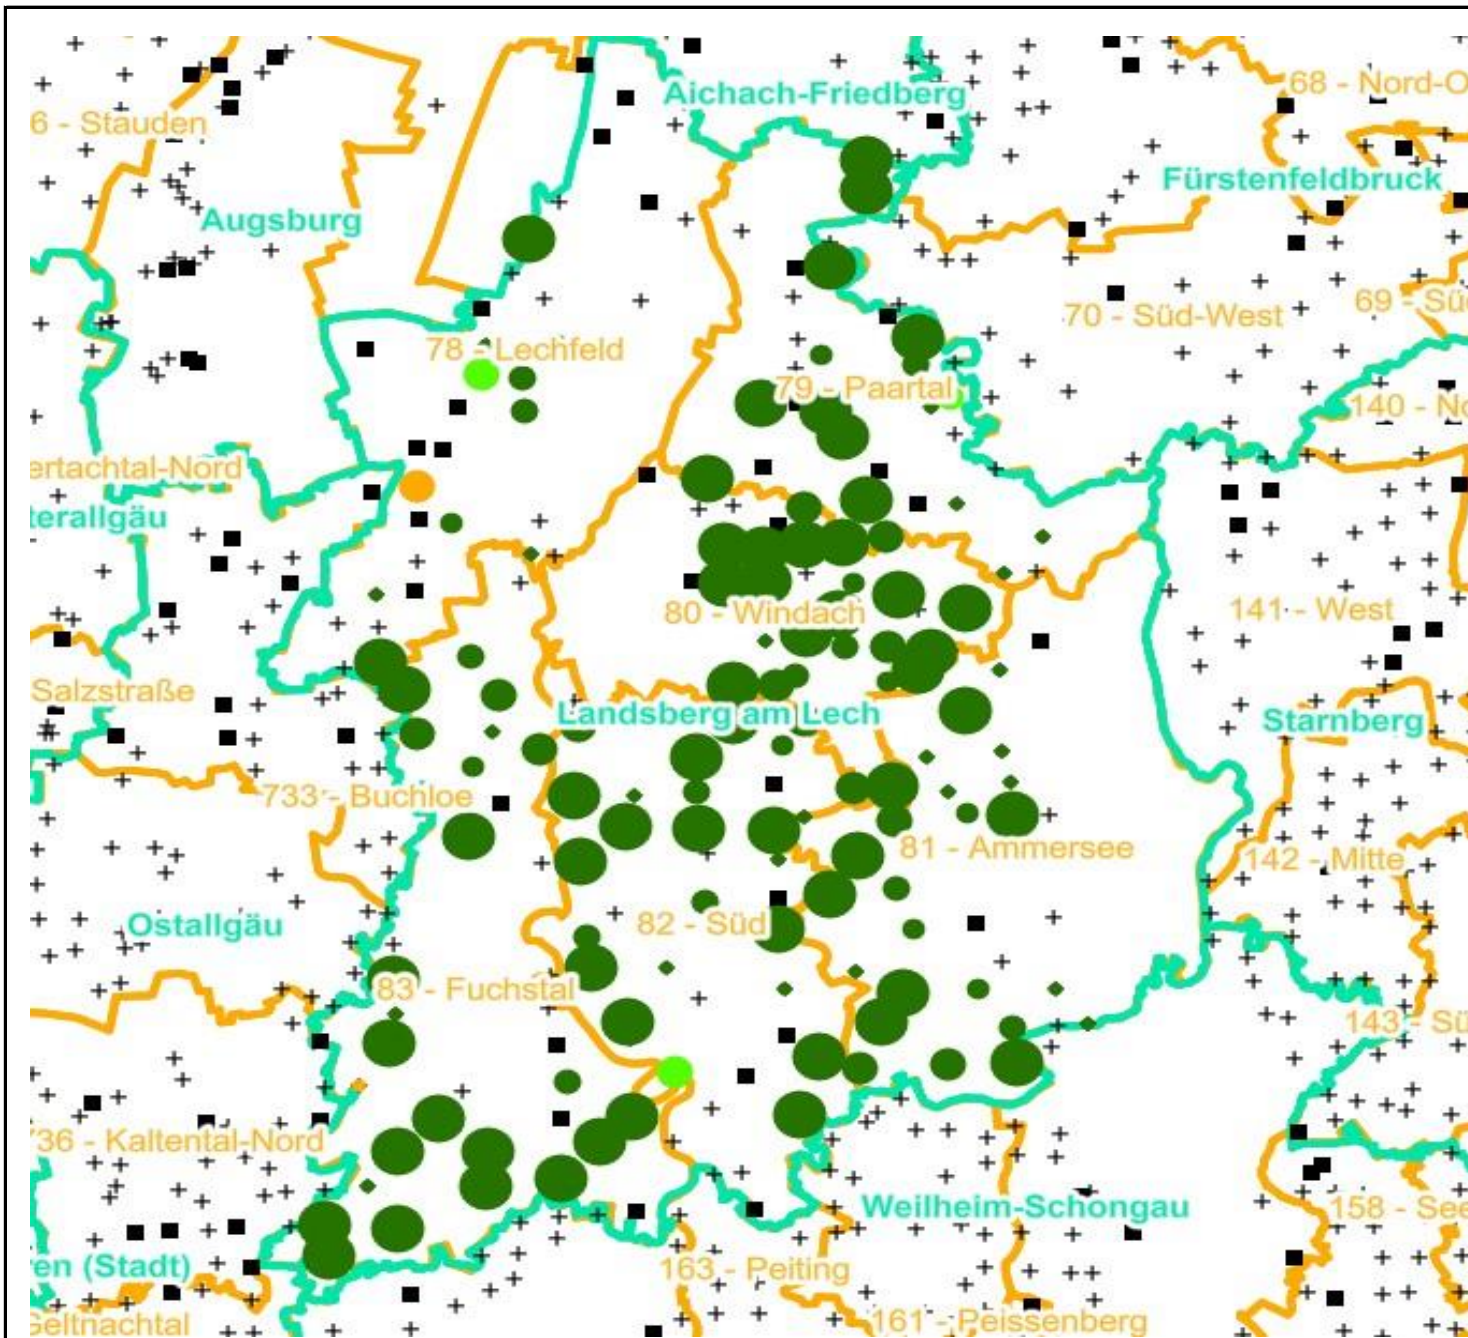 68 - Nord-O
Aichach-Friedberg
6 - Stauden
Fürstenfeldbruck
Augsburg
69 - Sü
70 - Süd-West
78 - Lechfeld
79 - Paartal
140 - No
ertachtal-Nord
terallgäu
141 - West
80 - Windach
Salzstraße
Landsberg am Lech
Starnberg
733 - Buchloe
81 - Ammersee
142 - Mitte
Ostallgäu
82 - Süd
83 - Fuchstal
143 - Sü
736 - Kaltental-Nord
Weilheim-Schongau
158 - See
en (Stadt)
163 - Peiting
Geltnachtal
161 - Peissenberg